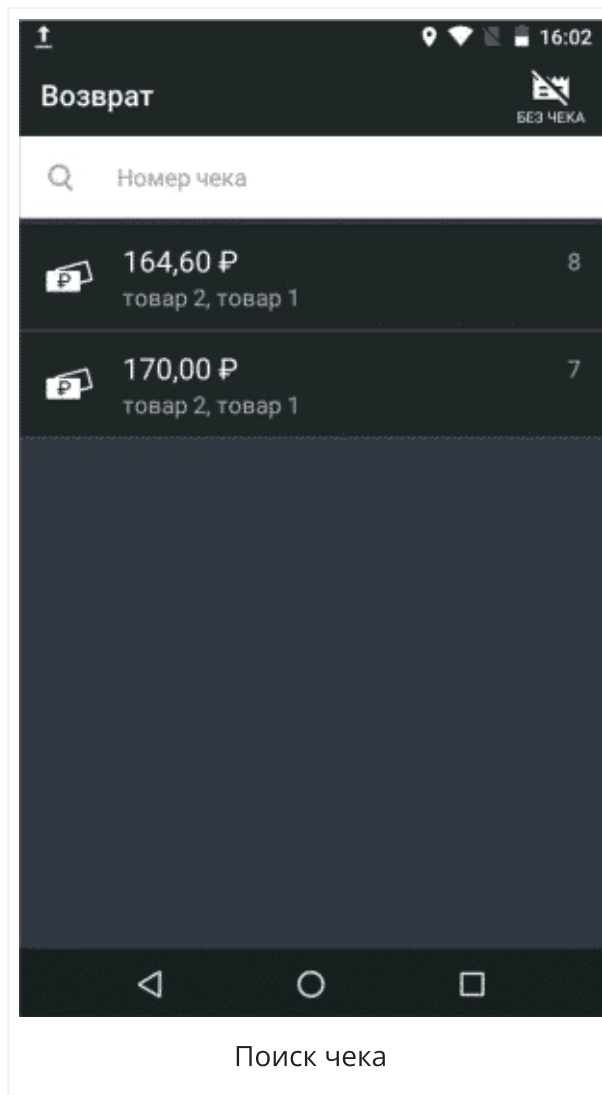 16:02
Возврат
БЕЗ ЧЕКА
Номер чека
164,60 ₽
8
товар 2, товар 1
170,00 ₽
7
товар 2, товар 1
Поиск чека